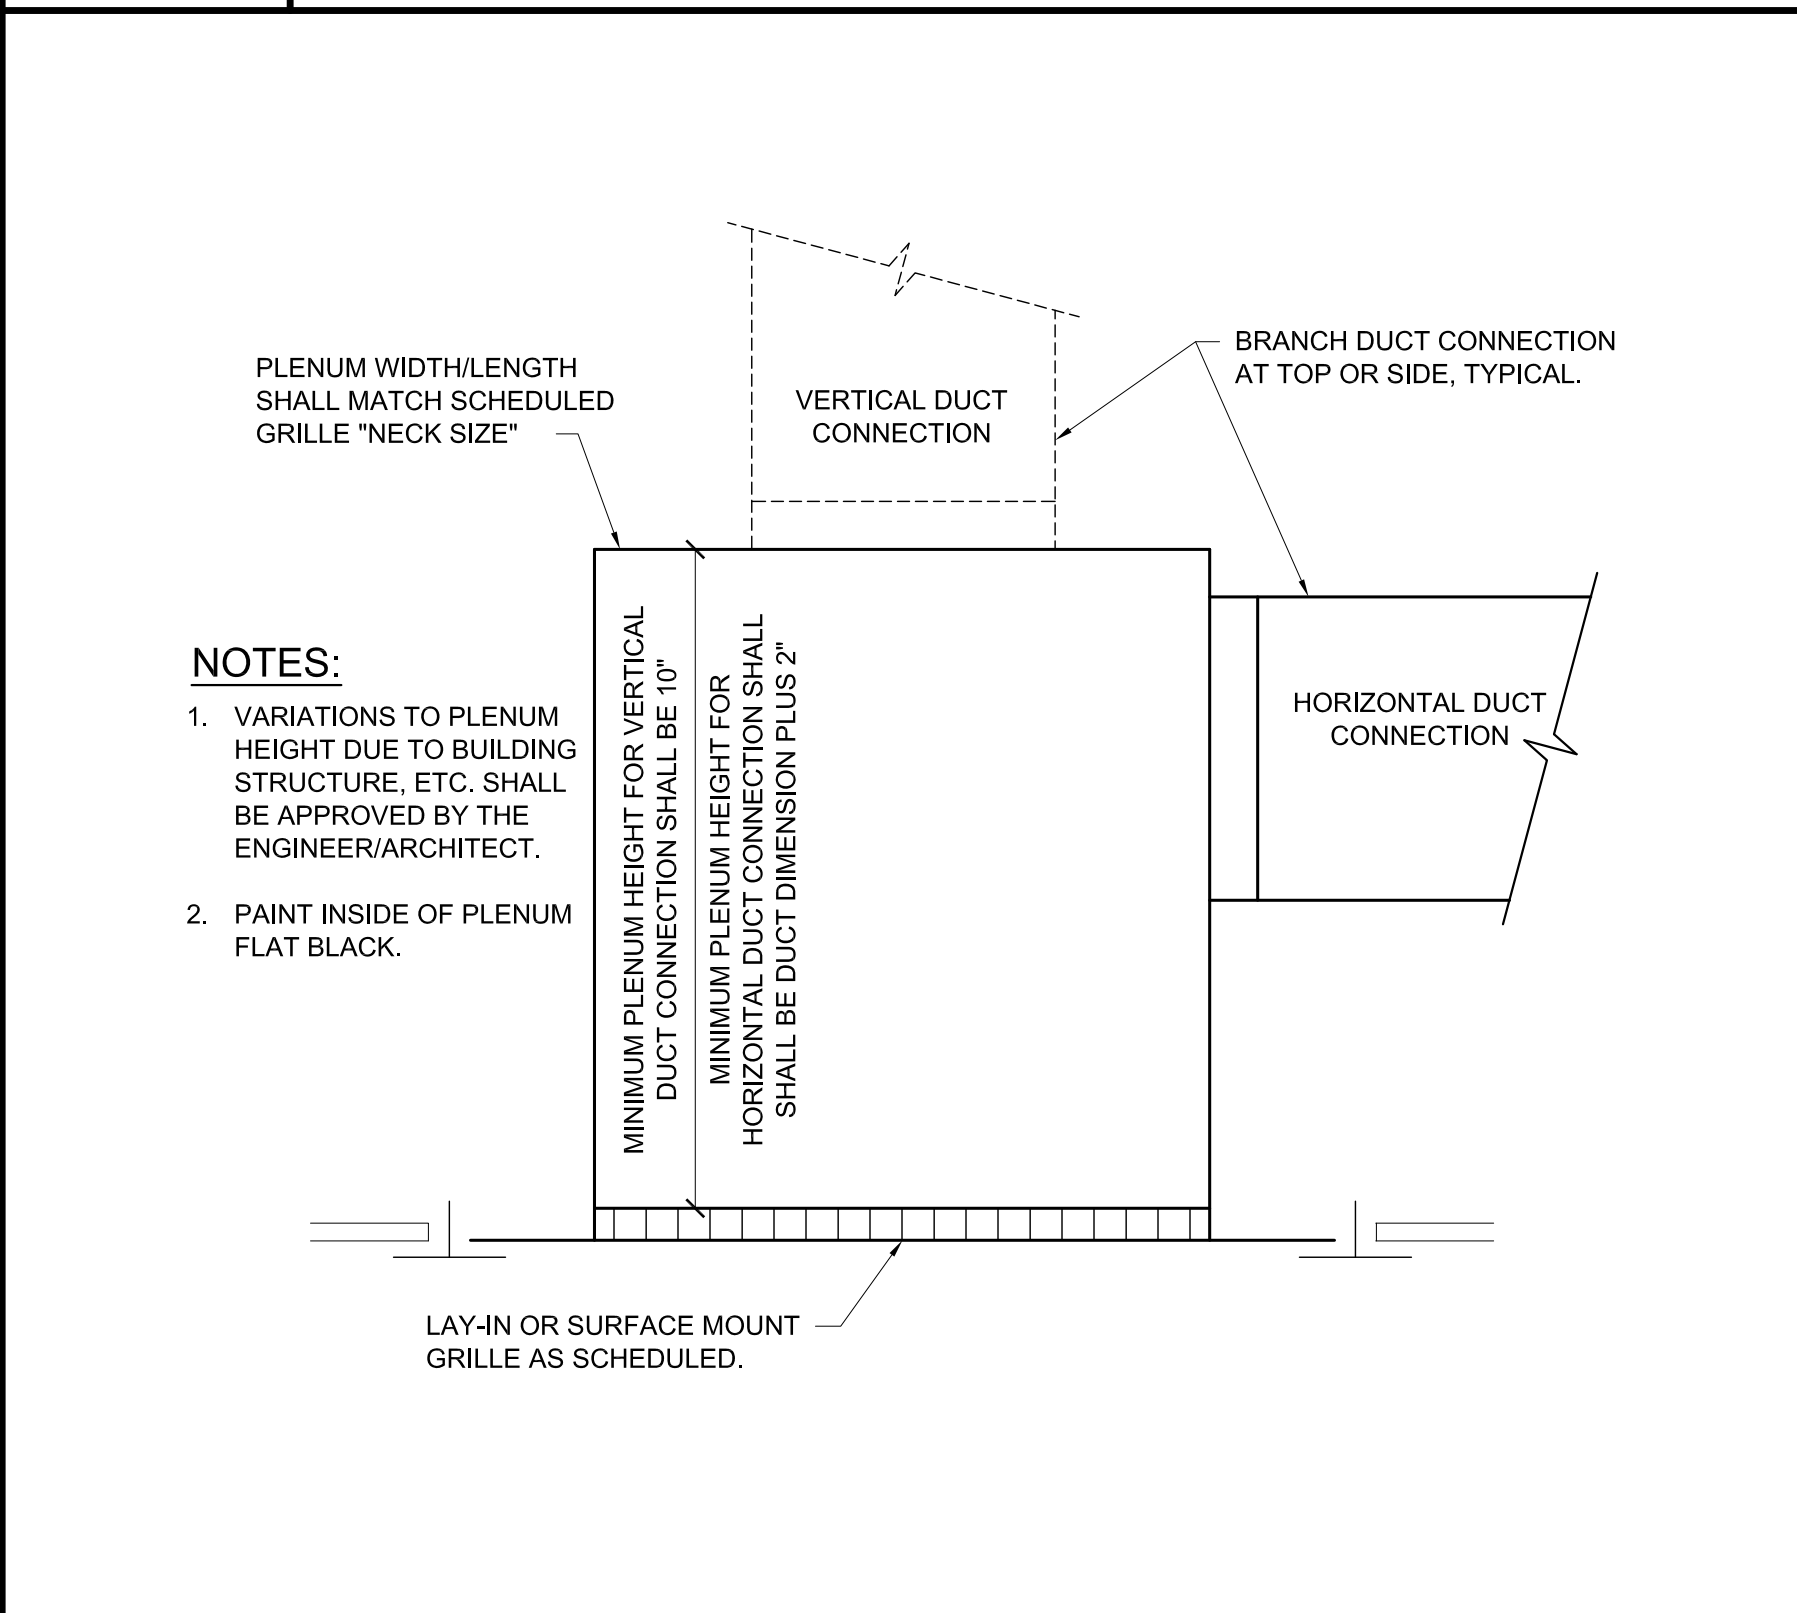 PLENUM WIDTH/LENGTH
SHALL MATCH SCHEDULED
GRILLE "NECK SIZE"
VERTICAL DUCT
CONNECTION
BRANCH DUCT CONNECTION
AT TOP OR SIDE, TYPICAL.
NOTES:
1. VARIATIONS TO PLENUM
HEIGHT DUE TO BUILDING
STRUCTURE, ETC. SHALL
BE APPROVED BY THE
ENGINEER/ARCHITECT.
2. PAINT INSIDE OF PLENUM
FLAT BLACK.
MINIMUM PLENUM HEIGHT FOR VERTICAL
DUCT CONNECTION SHALL BE 10"
MINIMUM PLENUM HEIGHT FOR
HORIZONTAL DUCT CONNECTION SHALL
SHALL BE DUCT DIMENSION PLUS 2"
HORIZONTAL DUCT
CONNECTION
LAY-IN OR SURFACE MOUNT
GRILLE AS SCHEDULED.